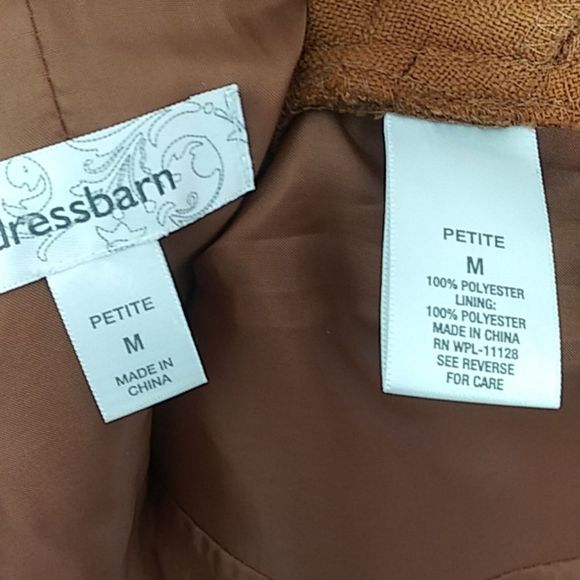 dressbarn
PETITE
M
MADE IN
CHINA
PETITE
M
100% POLYESTER
LINING:
100% POLYESTER
MADE IN CHINA
RN WPL-11128
SEE REVERSE
FOR CARE